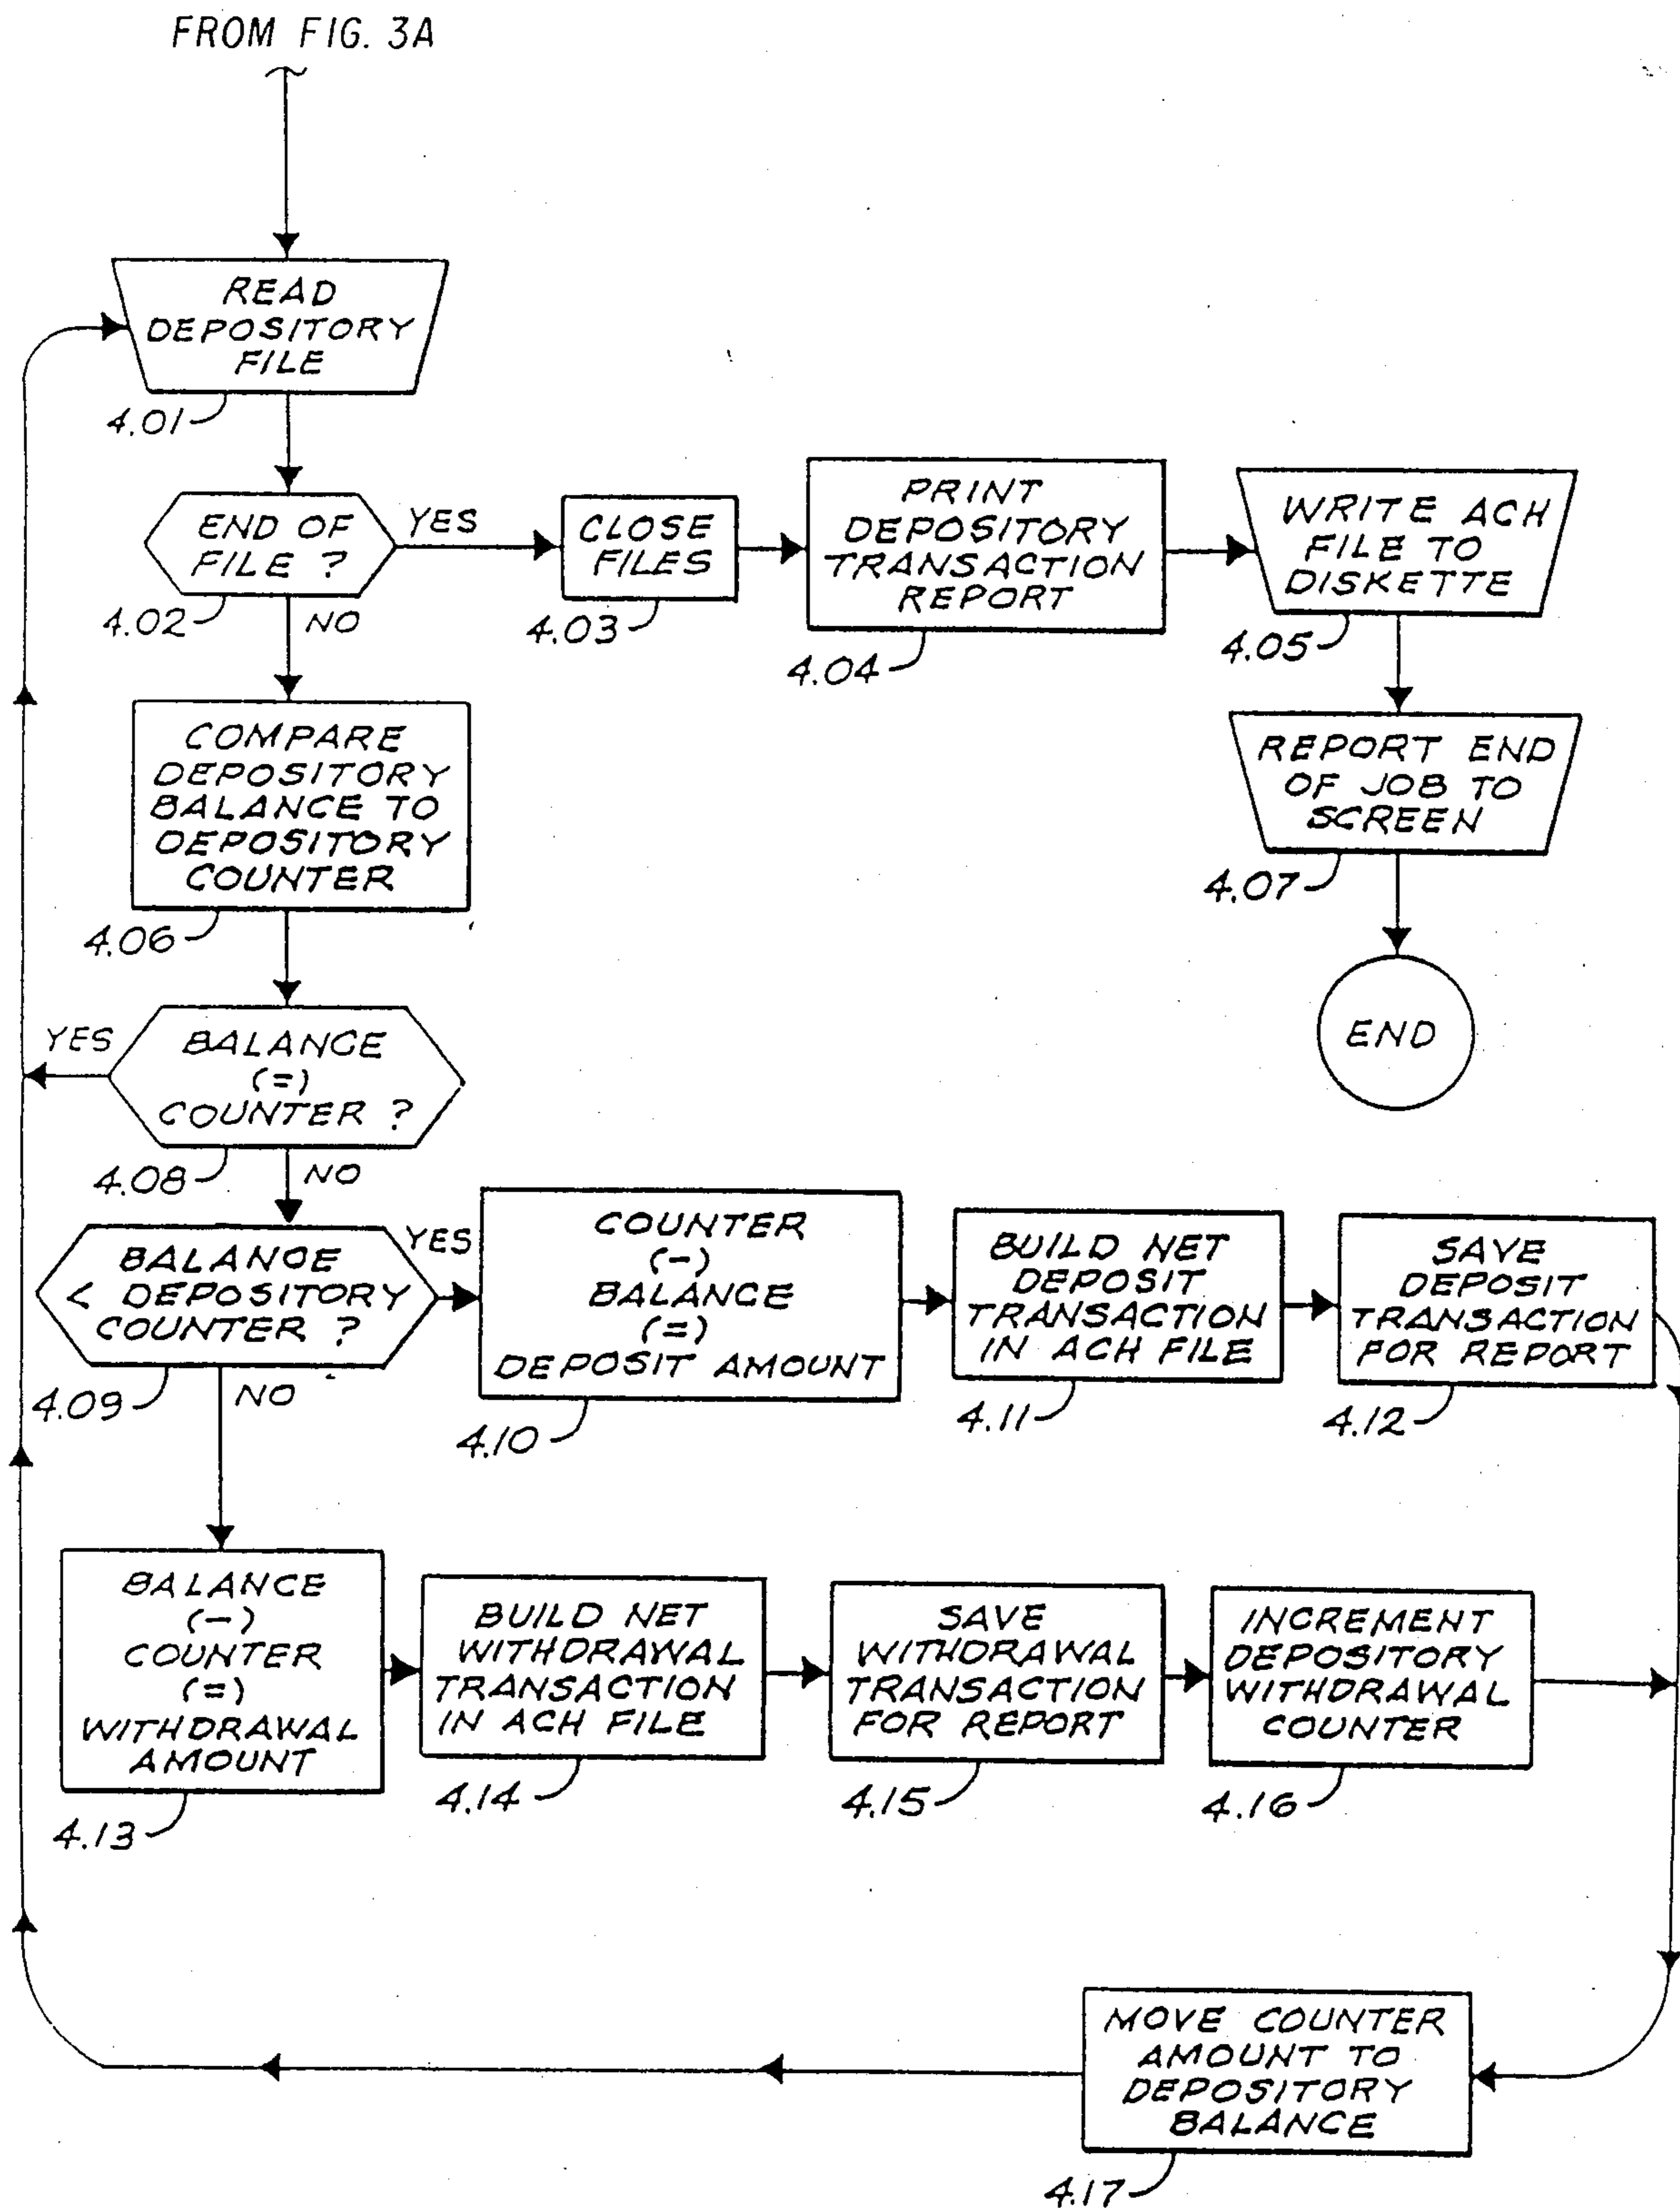 FROM FIG. 3A
READ
DEPOSITORY
FILE
4.01
END OF
FILE ?
YES
4.02
NO
CLOSE
FILES
4.03
PRINT
DEPOSITORY
TRANSACTION
REPORT
4.04
WRITE ACH
FILE TO
DISKETTE
4.05
COMPARE
DEPOSITORY
BALANCE TO
DEPOSITORY
COUNTER
4.06
REPORT END
OF JOB TO
SCREEN
4.07
END
YES
BALANCE
(=)
COUNTER ?
4.08
NO
BALANCE
< DEPOSITORY
COUNTER ?
YES
4.09
NO
COUNTER
(-)
BALANCE
(=)
DEPOSIT AMOUNT
4.10
BUILD NET
DEPOSIT
TRANSACTION
IN ACH FILE
4.11
SAVE
DEPOSIT
TRANSACTION
FOR REPORT
4.12
BALANCE
(-)
COUNTER
(=)
WITHDRAWAL
AMOUNT
4.13
BUILD NET
WITHDRAWAL
TRANSACTION
IN ACH FILE
4.14
SAVE
WITHDRAWAL
TRANSACTION
FOR REPORT
4.15
INCREMENT
DEPOSITORY
WITHDRAWAL
COUNTER
4.16
MOVE COUNTER
AMOUNT TO
DEPOSITORY
BALANCE
4.17